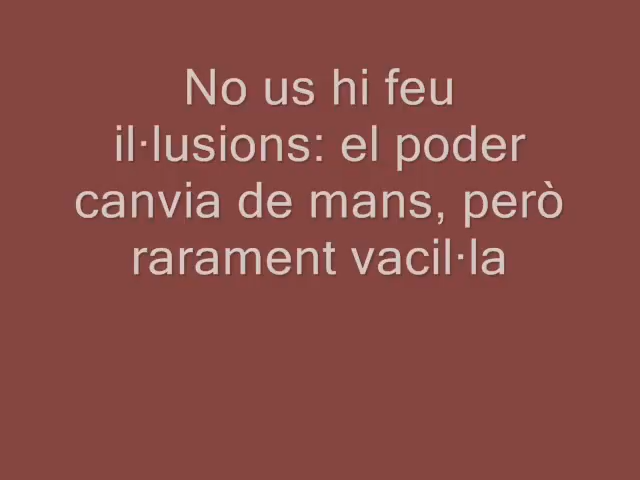 No us hi feu
il·lusions: el poder
canvia de mans, però
rarament vacil·la